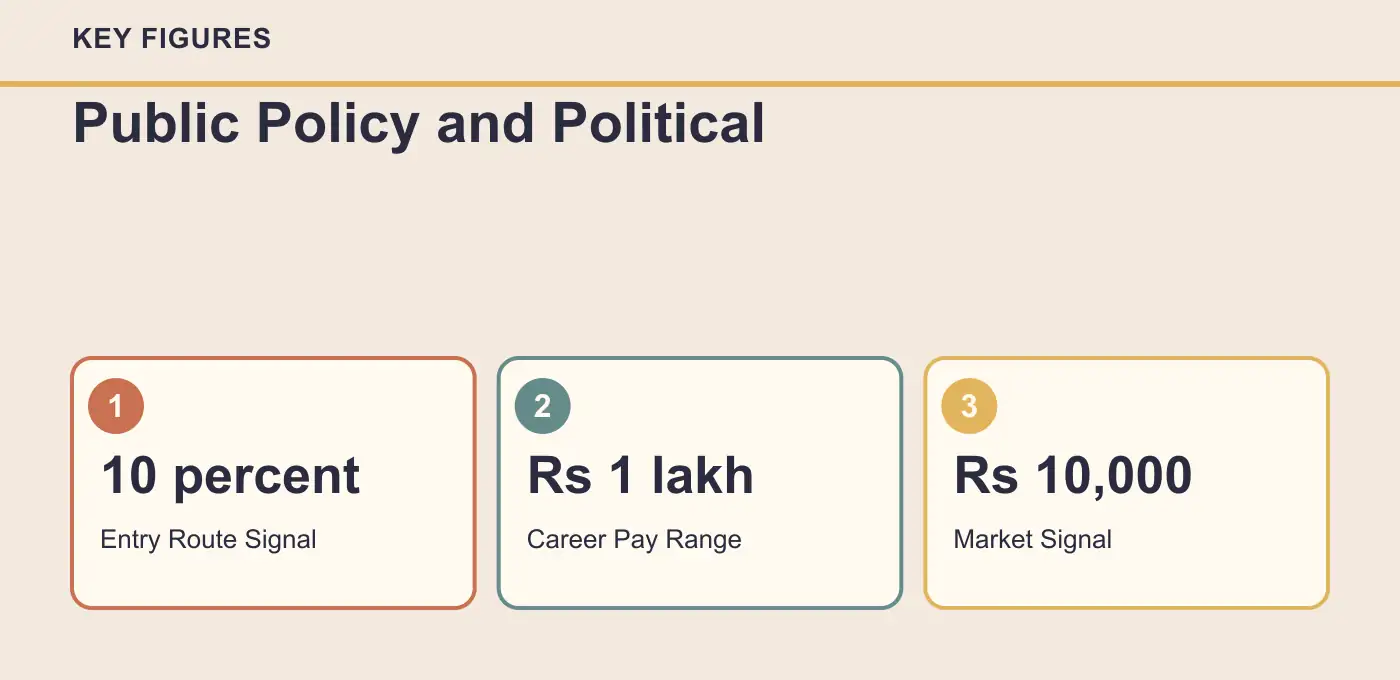 KEY FIGURES
Public Policy and Political
1
10 percent
Entry Route Signal
2
Rs 1 lakh
Career Pay Range
3
Rs 10,000
Market Signal